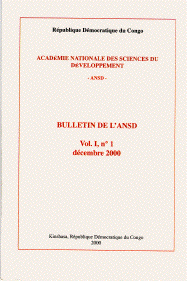 République Démocratique du Congo
ACADéMIE NATIONALE DES SCIENCES DU
DéVELOPPEMENT
- ANSD -
BULLETIN DE L'ANSD
Vol. I, n° 1
décembre 2000
Kinshasa, République Démocratique du Congo
2000